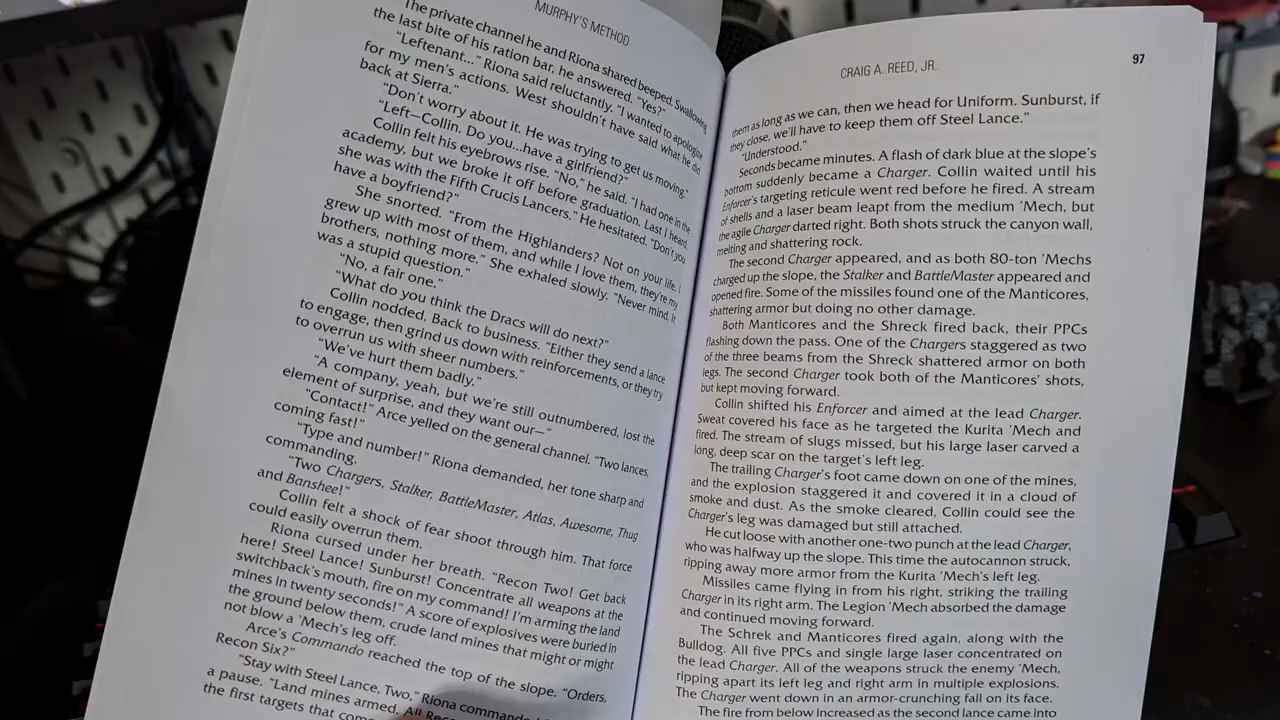 MURPHY'S METHOD
The private channel he and Riona shared beeped. Swallowing
the last bite of his ration bar, he answered. "Yes?"
"Leftenant..." Riona said reluctantly. "I wanted to apologize
for my men's actions. West shouldn't have said what he did
back at Sierra."
"Don't worry about it. He was trying to get us moving."
"Left—Collin. Do you...have a girlfriend?"
Collin felt his eyebrows rise. "No," he said. "I had one in the
academy, but we broke it off before graduation. Last I heard,
she was with the Fifth Crucis Lancers." He hesitated. "Don't you
have a boyfriend?"
She snorted. "From the Highlanders? Not on your life. I
grew up with most of them, and while I love them, they're my
brothers, nothing more." She exhaled slowly. "Never mind. It
was a stupid question."
"No, a fair one."
"What do you think the Dracs will do next?"
Collin nodded. Back to business. "Either they send a lance
to engage, then grind us down with reinforcements, or they try
to overrun us with sheer numbers."
"We've hurt them badly."
"A company, yeah, but we're still outnumbered, lost the
element of surprise, and they want our—"
"Contact!" Arce yelled on the general channel. "Two lances,
coming fast!"
"Type and number!" Riona demanded, her tone sharp and
commanding.
"Two Chargers, Stalker, BattleMaster, Atlas, Awesome, Thug
and Banshee!"
Collin felt a shock of fear shoot through him. That force
could easily overrun them.
Riona cursed under her breath. "Recon Two! Get back
here! Steel Lance! Sunburst! Concentrate all weapons at the
switchback's mouth, fire on my command! I'm arming the land
mines in twenty seconds!" A score of explosives were buried in
the ground below them, crude land mines that might or might
not blow a 'Mech's leg off.
Arce's Commando reached the top of the slope. "Orders,
Recon Six?"
"Stay with Steel Lance, Two," Riona
a pause. "Land mines armed. All
the first targets that
CRAIG A. REED, JR.
97
them as long as we can, then we head for Uniform. Sunburst, if
they close, we'll have to keep them off Steel Lance."
"Understood."
Seconds became minutes. A flash of dark blue at the slope's
bottom suddenly became a Charger. Collin waited until his
Enforcer's targeting reticule went red before he fired. A stream
of shells and a laser beam leapt from the medium 'Mech, but
the agile Charger darted right. Both shots struck the canyon wall,
melting and shattering rock.
The second Charger appeared, and as both 80-ton 'Mechs
charged up the slope, the Stalker and BattleMaster appeared and
opened fire. Some of the missiles found one of the Manticores,
shattering armor but doing no other damage.
Both Manticores and the Shreck fired back, their PPCs
flashing down the pass. One of the Chargers staggered as two
of the three beams from the Shreck shattered armor on both
legs. The second Charger took both of the Manticores' shots,
but kept moving forward.
Collin shifted his Enforcer and aimed at the lead Charger.
Sweat covered his face as he targeted the Kurita 'Mech and
fired. The stream of slugs missed, but his large laser carved a
long, deep scar on the target's left leg.
The trailing Charger's foot came down on one of the mines,
and the explosion staggered it and covered it in a cloud of
smoke and dust. As the smoke cleared, Collin could see the
Charger's leg was damaged but still attached.
He cut loose with another one-two punch at the lead Charger,
who was halfway up the slope. This time the autocannon struck,
ripping away more armor from the Kurita 'Mech's left leg.
Missiles came flying in from his right, striking the trailing
Charger in its right arm. The Legion 'Mech absorbed the damage
and continued moving forward.
The Schrek and Manticores fired again, along with the
Bulldog. All five PPCs and single large laser concentrated on
the lead Charger. All of the weapons struck the enemy 'Mech,
ripping apart its left leg and right arm in multiple explosions.
The Charger went down in an armor-crunching fall on its face.
The fire from below increased as the second lance came into